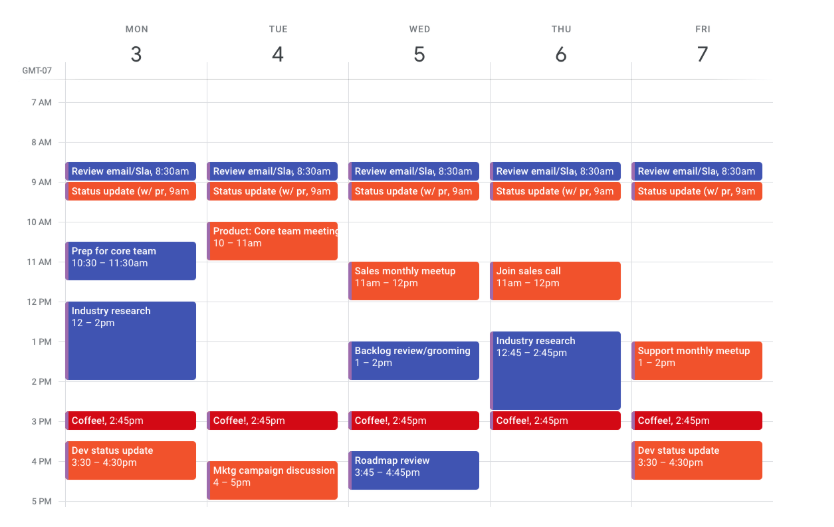 MON TUE WED THU FRI
3 4 5 6 7
GMT-07
7 AM
8 AM
Review email/Sla, 8:30am Review email/Sla, 8:30am Review email/Sla, 8:30am Review email/Sla, 8:30am Review email/Sla, 8:30am
9 AM
Status update (w/ pr, 9am Status update (w/ pr, 9am Status update (w/ pr, 9am Status update (w/ pr, 9am Status update (w/ pr, 9am
10 AM
Product: Core team meeting
10 – 11am
Prep for core team
10:30 – 11:30am
11 AM
Sales monthly meetup Join sales call
11am – 12pm 11am – 12pm
12 PM
Industry research
12 – 2pm
1 PM
Industry research
12:45 – 2:45pm
Backlog review/grooming Support monthly meetup
1 – 2pm 1 – 2pm
2 PM
3 PM
Coffee!, 2:45pm Coffee!, 2:45pm Coffee!, 2:45pm Coffee!, 2:45pm Coffee!, 2:45pm
Dev status update Dev status update
3:30 – 4:30pm 3:30 – 4:30pm
4 PM
Roadmap review
3:45 – 4:45pm
Mktg campaign discussion
4 – 5pm
5 PM